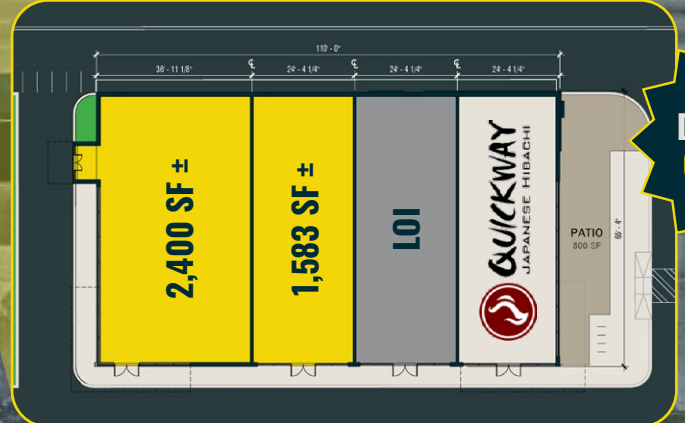 110' - 0"
36' - 11 1/8"
24' - 4 1/4"
24' - 4 1/4"
24' - 4 1/4"
2,400 SF ±
1,583 SF ±
LOI
QUICKWAY
JAPANESE HIBACHI
PATIO
800 SF
65' - 4"